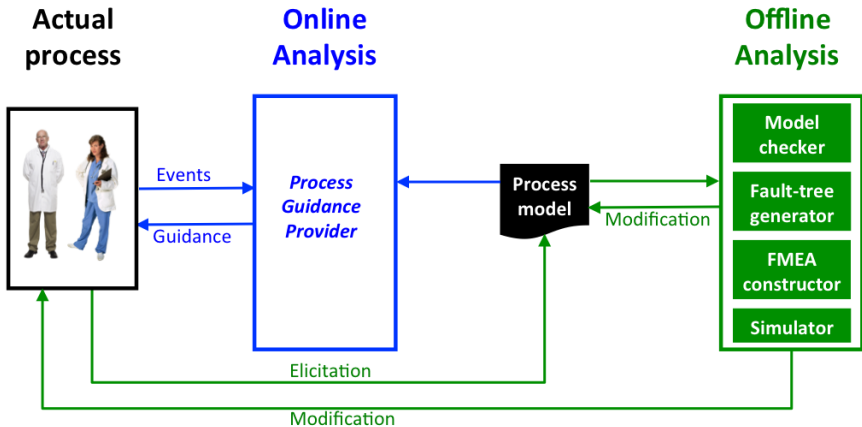 Actual
process
Online
Analysis
Offline
Analysis
Events
Guidance
Process
Guidance
Provider
Process
model
Modification
Model
checker
Fault-tree
generator
FMEA
constructor
Simulator
Elicitation
Modification